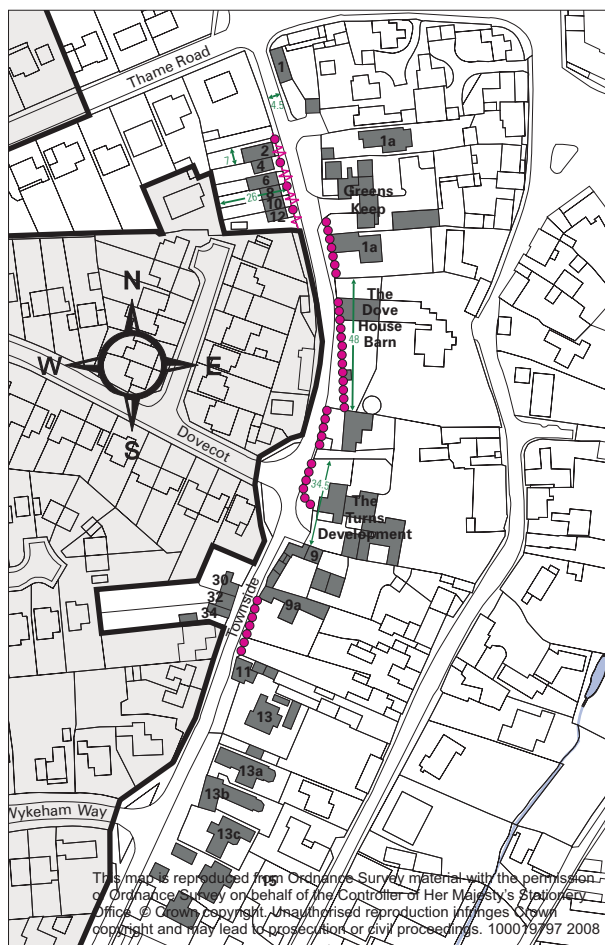 Thame Road
1
4.5
2
7
4
6
8
26
10
12
1a
Greens
Keep
1a
N
W
E
S
The
Dove
House
Barn
48
Dovecot
34.5
The
Turns
Development
9
30
32
34
Townside
9a
11
13
13a
13b
13c
Wykeham Way
15
This map is reproduced from Ordnance Survey material with the permission
of Ordnance Survey on behalf of the Controller of Her Majesty's Stationery
Office © Crown copyright. Unauthorised reproduction infringes Crown
copyright and may lead to prosecution or civil proceedings. 100019797 2008